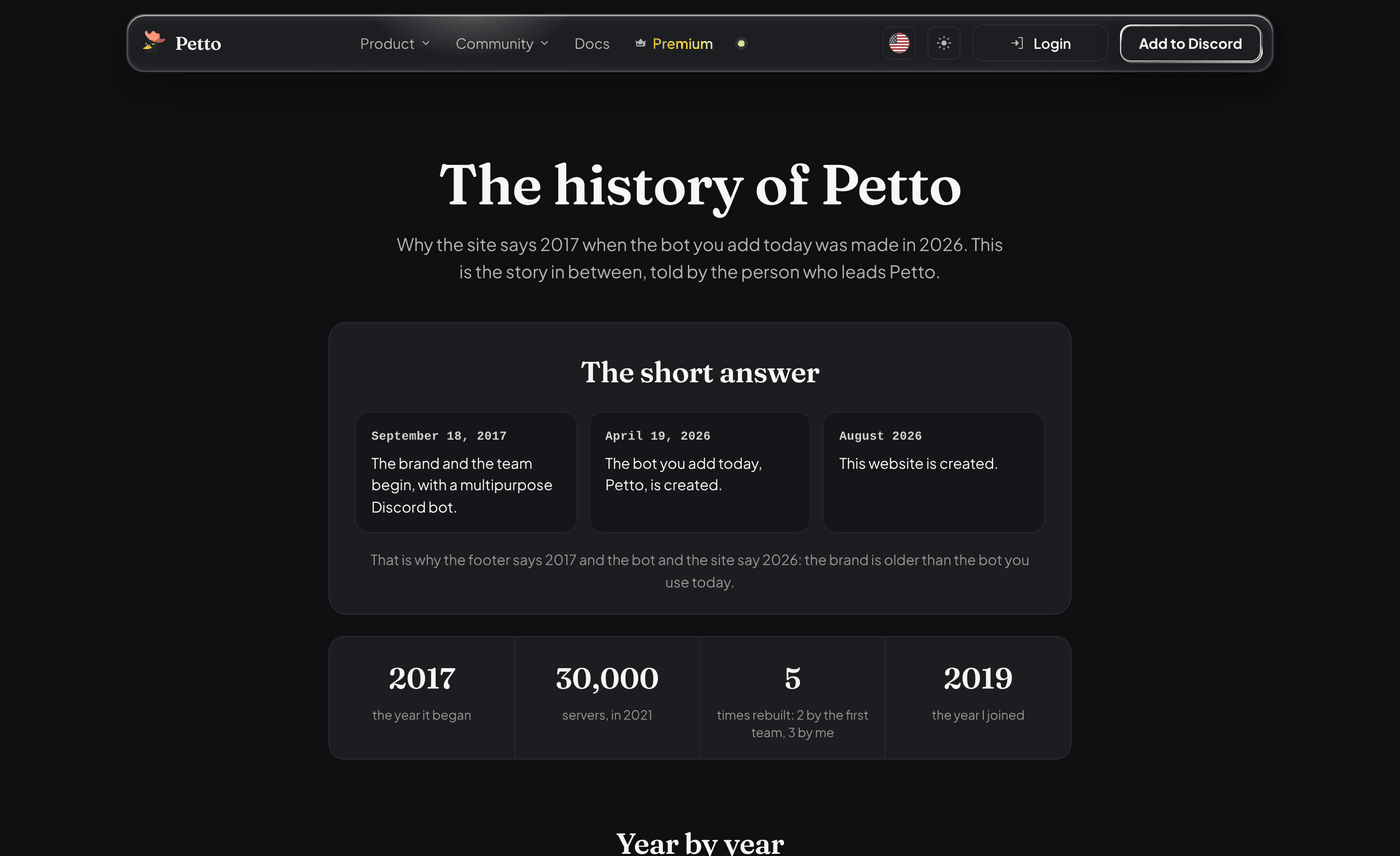 Petto
Product
Community
Docs
Premium
Login
Add to Discord
The history of Petto
Why the site says 2017 when the bot you add today was made in 2026. This
is the story in between, told by the person who leads Petto.
The short answer
September 18, 2017
The brand and the team
begin, with a multipurpose
Discord bot.
April 19, 2026
The bot you add today,
Petto, is created.
August 2026
This website is created.
That is why the footer says 2017 and the bot and the site say 2026: the brand is older than the bot you
use today.
2017
the year it began
30,000
servers, in 2021
5
times rebuilt: 2 by the first
team, 3 by me
2019
the year I joined
Year by year